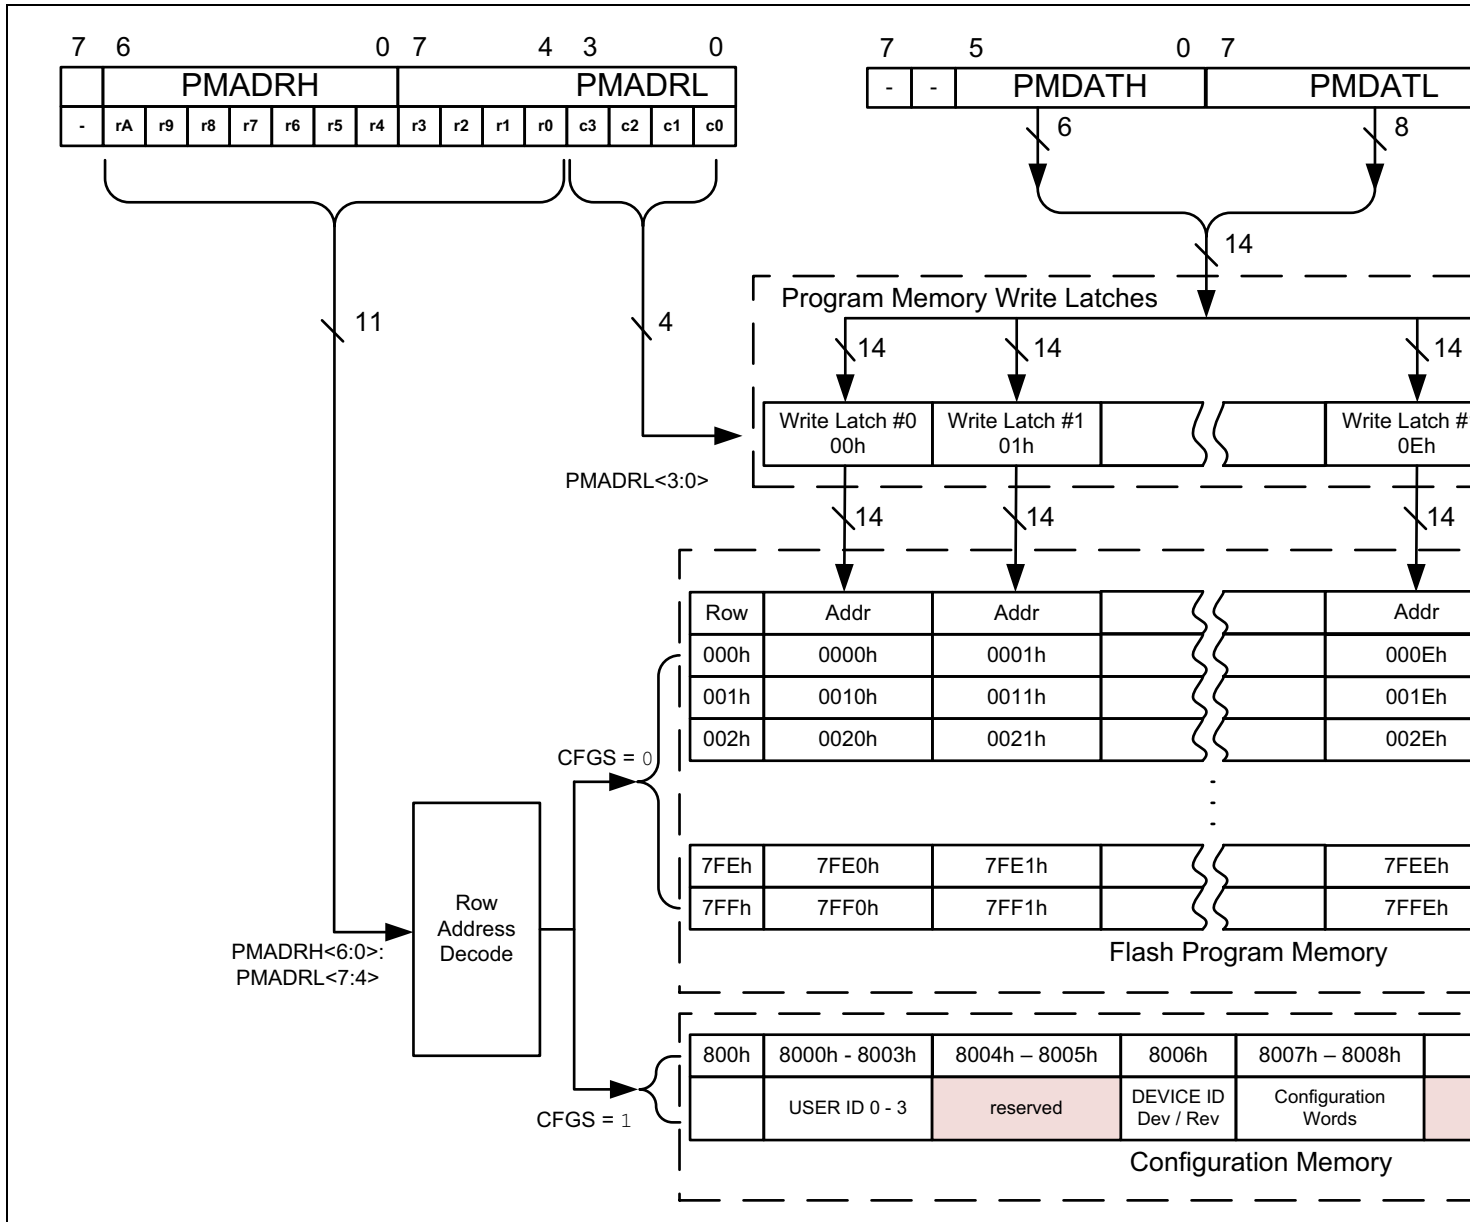 7 6 0 7 4 3 0
PMADRH PMADRL
- rA r9 r8 r7 r6 r5 r4 r3 r2 r1 r0 c3 c2 c1 c0
7 5 0 7
- - PMDATH PMDATL
6 8
14
11
4
Program Memory Write Latches
14 14 14
Write Latch #0 Write Latch #1 Write Latch #
00h 01h 0Eh
PMADRL<3:0>
14 14 14
Row Addr Addr Addr
000h 0000h 0001h 000Eh
001h 0010h 0011h 001Eh
002h 0020h 0021h 002Eh
CFGS = 0
7FEh 7FE0h 7FE1h 7FEEh
7FFh 7FF0h 7FF1h 7FFEh
Flash Program Memory
Row
Address
Decode
PMADRH<6:0>:
PMADRL<7:4>
800h 8000h - 8003h 8004h – 8005h 8006h 8007h – 8008h
USER ID 0 - 3 reserved DEVICE ID Configuration
Dev / Rev Words
CFGS = 1
Configuration Memory